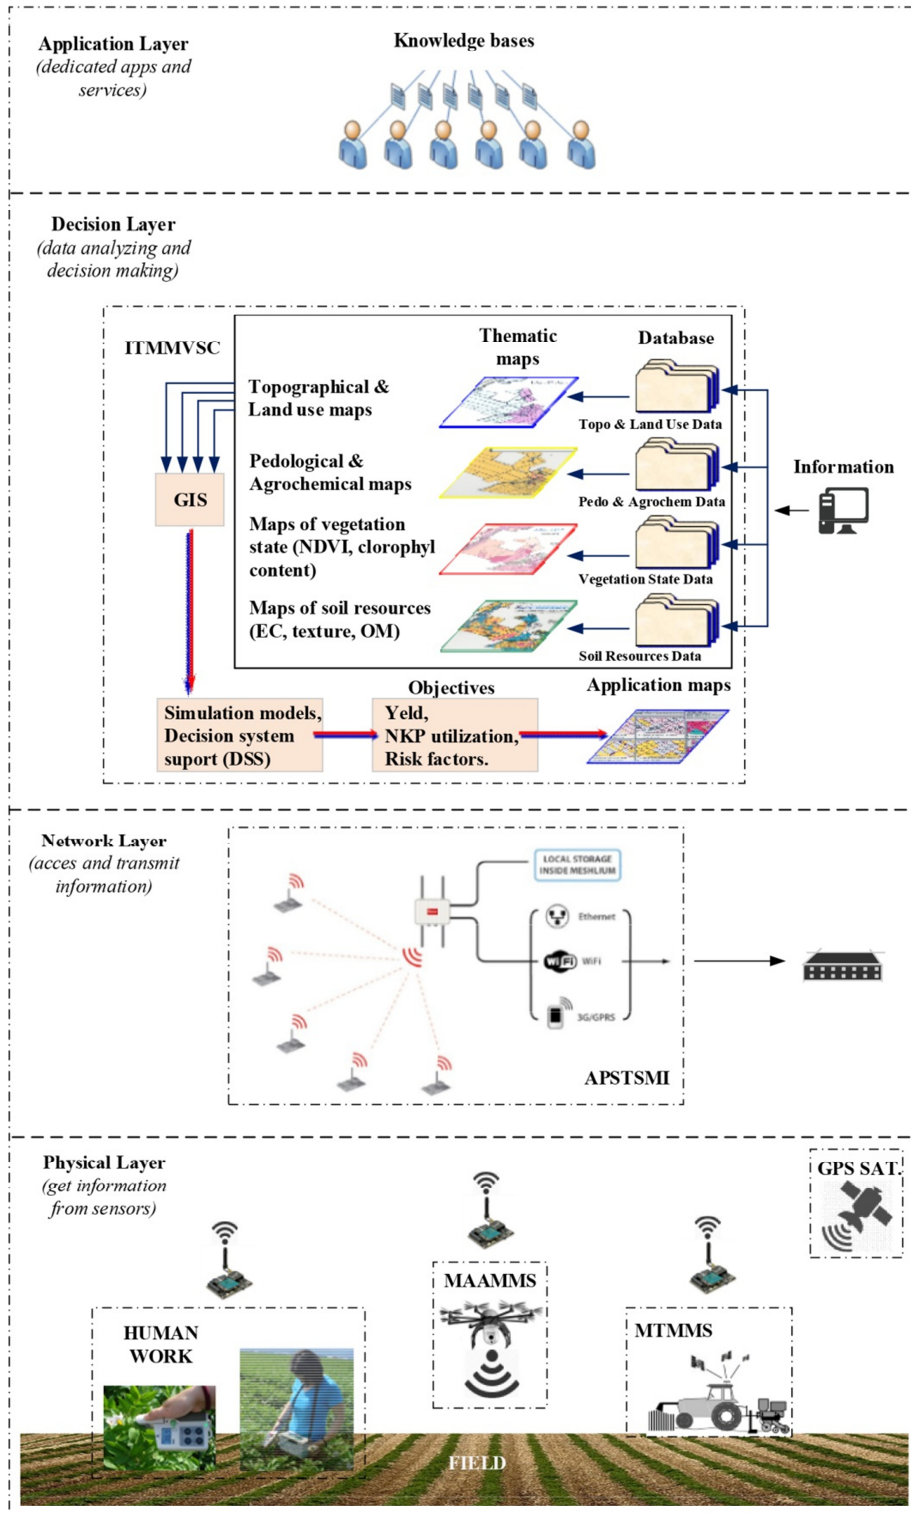 Application Layer
(dedicated apps and
services)
Knowledge bases
Decision Layer
(data analyzing and
decision making)
ITMMVSC
Thematic
maps
Database
Topographical &
Land use maps
Topo & Land Use Data
Pedological &
Agrochemical maps
Pedo & Agrochem Data
Information
GIS
Maps of vegetation
state (NDVI, clorophyl
content)
Vegetation State Data
Maps of soil resources
(EC, texture, OM)
Soil Resources Data
Objectives
Application maps
Simulation models,
Decision system
suport (DSS)
Yeld,
NKP utilization,
Risk factors.
Network Layer
(acces and transmit
information)
LOCAL STORAGE
INSIDE MESHLIUM
Ethernet
WiFi
WiFi
3G/GPRS
APSTSMI
Physical Layer
(get information
from sensors)
GPS SAT.
MAAMMS
HUMAN
WORK
MTMMS
FIELD